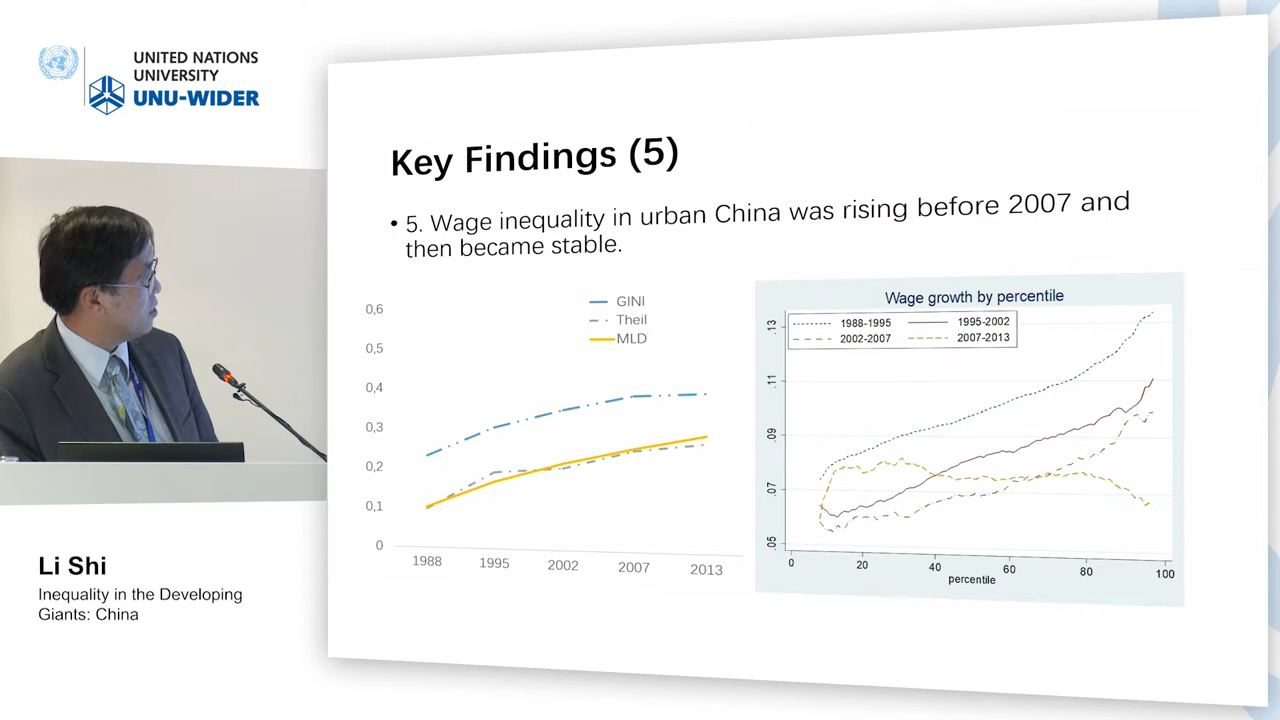 UNITED NATIONS
UNIVERSITY
UNU-WIDER
Key Findings (5)
• 5. Wage inequality in urban China was rising before 2007 and
then became stable.
GINI
Theil
MLD
0,6
0,5
0,4
0,3
0,2
0,1
0
1988 1995 2002 2007 2013
Wage growth by percentile
1988-1995 1995-2002
2002-2007 2007-2013
.13
.11
.09
.07
.05
0 20 40 60 80 100
percentile
Li Shi
Inequality in the Developing
Giants: China